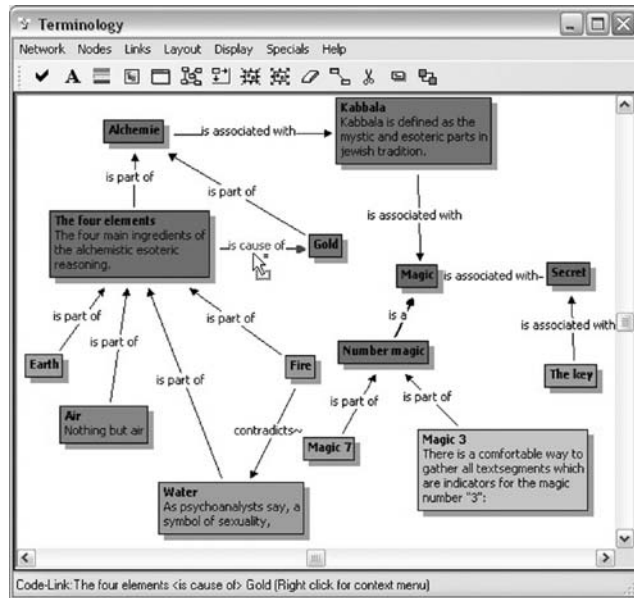 Terminology
Network Nodes Links Layout Display Specials Help
A
Kabbala
Kabbala is defined as the
mystic and esoteric parts in
jewish tradition.
Alchemie
is associated with
is part of
is part of
is associated with
The four elements
The four main ingredients of
the alchemistic esoteric
reasoning.
is cause of
Gold
Magic
is associated with-
Secret
is part of
is part of
is part of
is a
is associated with
Earth
Fire
Number magic
The key
is part of
is part of
is part of
Air
Nothing but air
contradicts~
Magic 7
Magic 3
There is a comfortable way to
gather all textsegments which
are indicators for the magic
number "3":
Water
As psychoanalysts say, a
symbol of sexuality,
Code-Link: The four elements <is cause of> Gold (Right click for context menu)